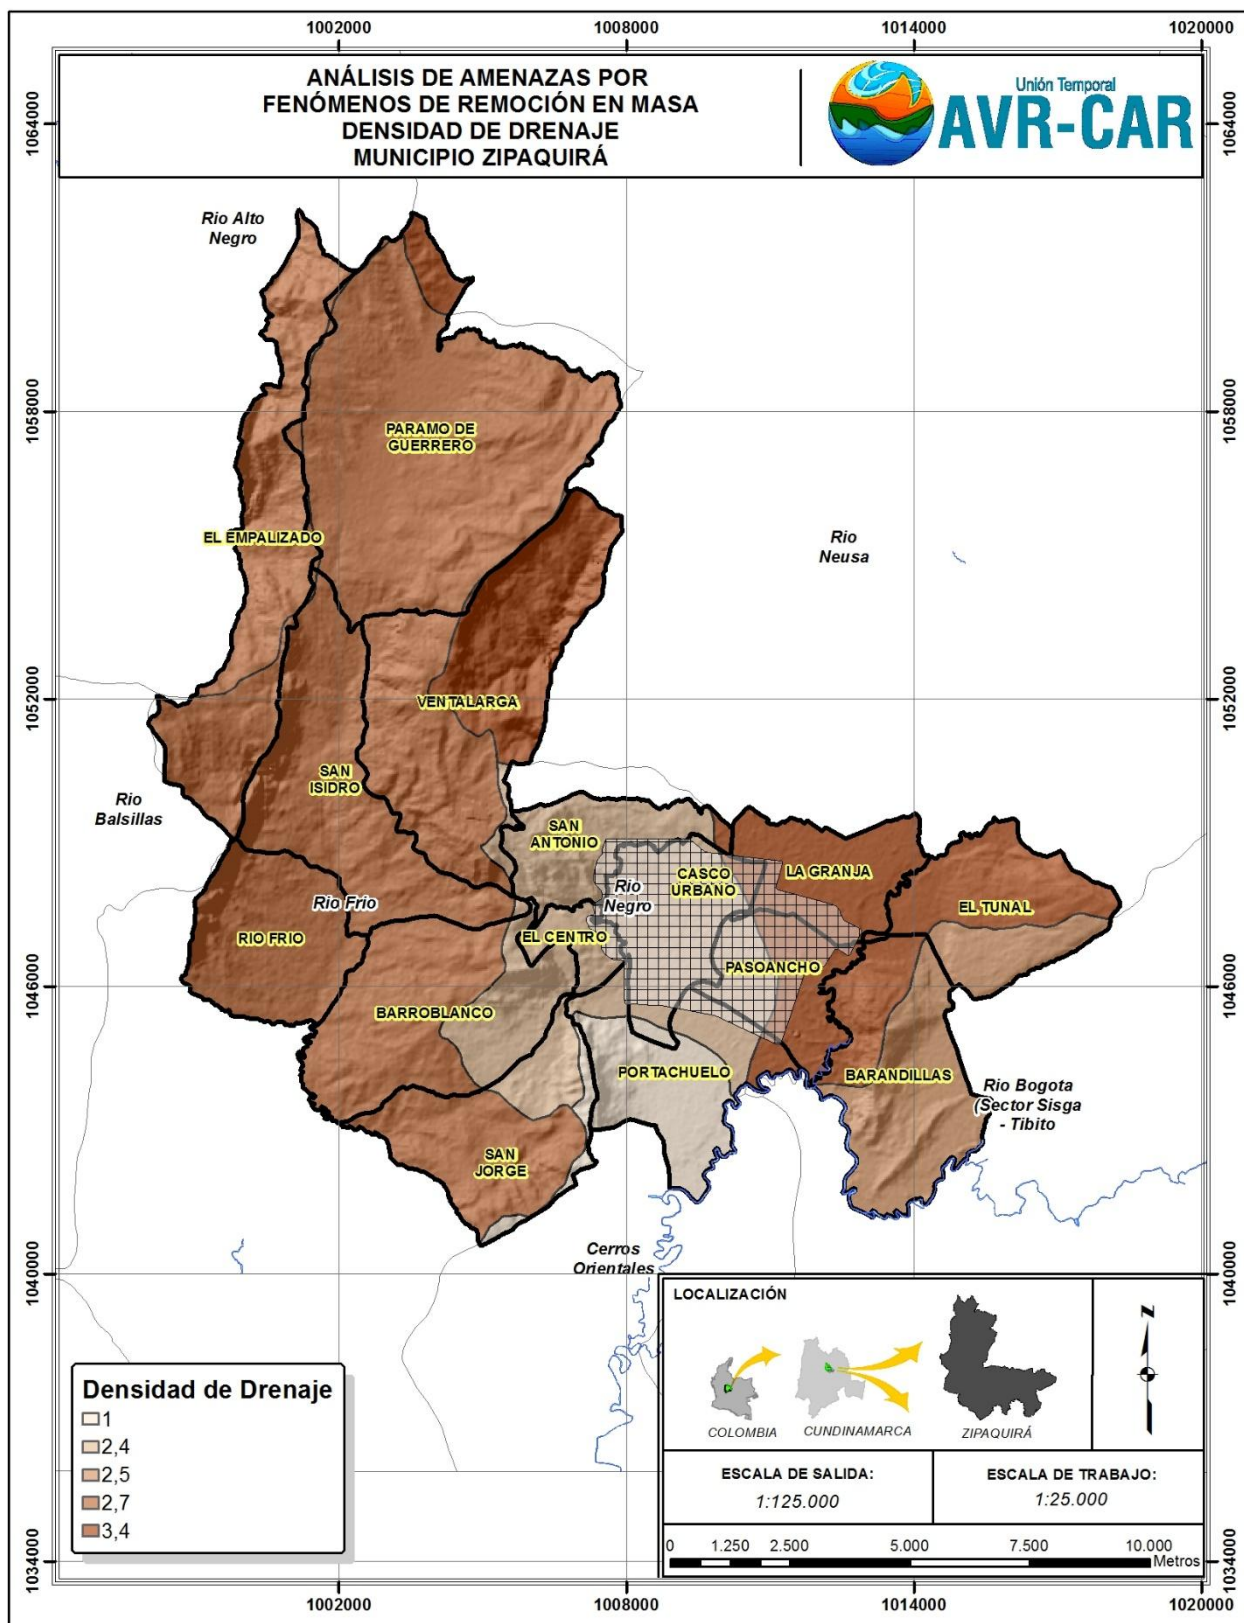 1002000
1008000
1014000
1020000
ANÁLISIS DE AMENAZAS POR
FENÓMENOS DE REMOCIÓN EN MASA
DENSIDAD DE DRENAJE
MUNICIPIO ZIPAQUIRÁ
Unión Temporal
AVR-CAR
1064000
1064000
Rio Alto
Negro
1058000
1058000
PARAMO DE
GUERRERO
EL EMPALIZADO
Rio
Neusa
1052000
1052000
VENTALARGA
SAN
ISIDRO
Rio
Balsillas
SAN
ANTONIO
CASCO
URBANO
LA GRANJA
Rio
Negro
Rio Frio
EL TUNAL
RIO FRIO
EL CENTRO
PASOANCHO
1046000
1046000
BARROBLANCO
PORTACHUELO
BARANDILLAS
Rio Bogota
(Sector Sisga
- Tibito
SAN
JORGE
Cerros
Orientales
1040000
1040000
LOCALIZACIÓN
COLOMBIA
CUNDINAMARCA
ZIPAQUIRÁ
N
ESCALA DE SALIDA:
1:125.000
ESCALA DE TRABAJO:
1:25.000
0 1.250 2.500 5.000 7.500 10.000
Metros
Densidad de Drenaje
1
2,4
2,5
2,7
3,4
1034000
1034000
1002000
1008000
1014000
1020000